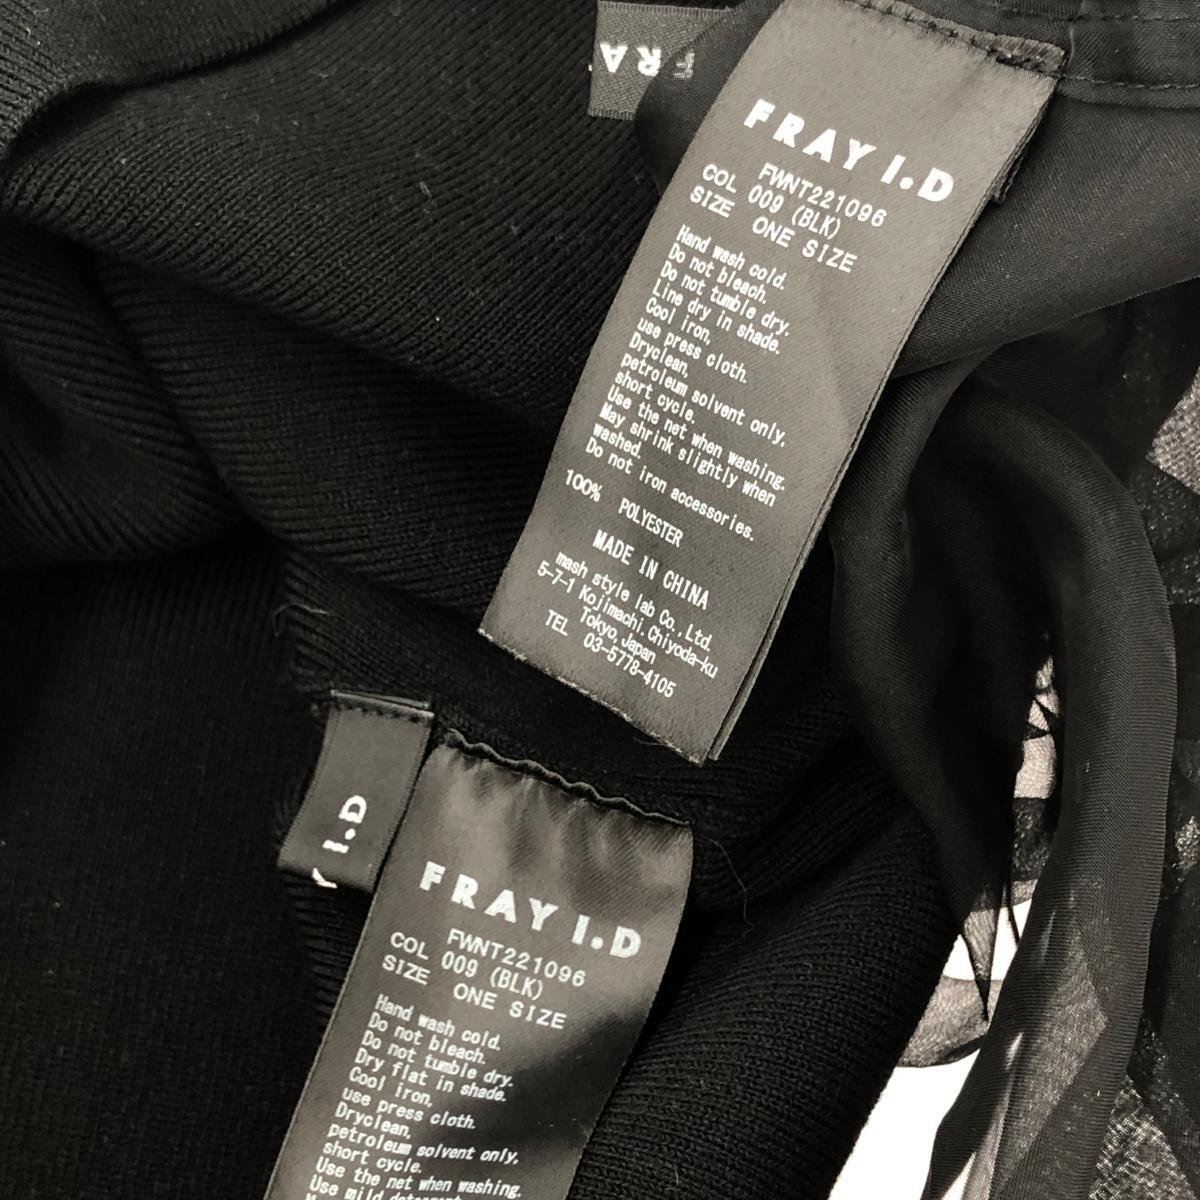 FRA
FRAY I.D
FWNT221096
COL 009 (BLK)
SIZE ONE SIZE
Hand wash cold.
Do not bleach.
Do not tumble dry.
Line dry in shade.
Cool iron,
use press cloth.
Dryclean,
petroleum solvent only,
short cycle.
Use the net when washing.
May shrink slightly when
washed.
Do not iron accessories.
100% POLYESTER
MADE IN CHINA
mash style lab Co., Ltd.
5-7-1 Kojimachi, Chiyoda-ku
Tokyo, Japan
TEL 03-5778-4105
Y I.D
FRAY I.D
FWNT221096
COL 009 (BLK)
SIZE ONE SIZE
Hand wash cold.
Do not bleach.
Do not tumble dry.
Dry flat in shade.
Cool iron,
use press cloth.
Dryclean,
petroleum solvent only,
short cycle.
Use the net when washing.
Use mild detergent